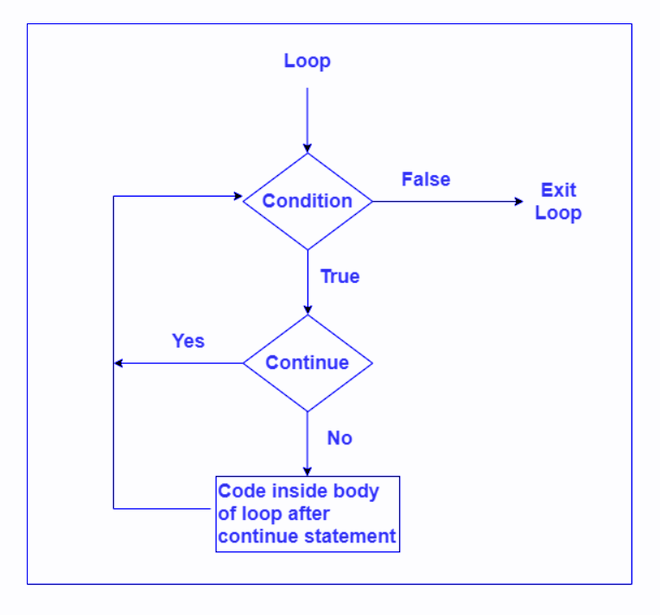 Loop
Condition
False
Exit
Loop
True
Yes
Continue
No
Code inside body
of loop after
continue statement